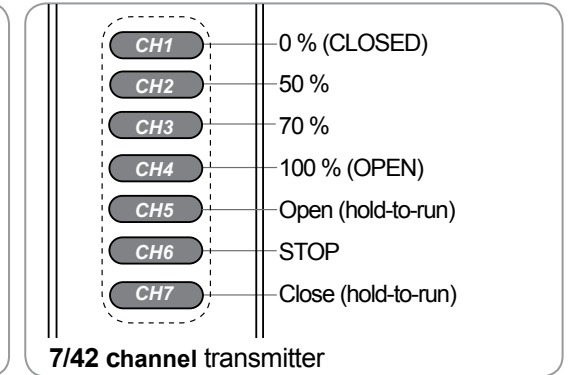 CH1 0 % (CLOSED)
CH2 50 %
CH3 70 %
CH4 100 % (OPEN)
CH5 Open (hold-to-run)
CH6 STOP
CH7 Close (hold-to-run)
7/42 channel transmitter